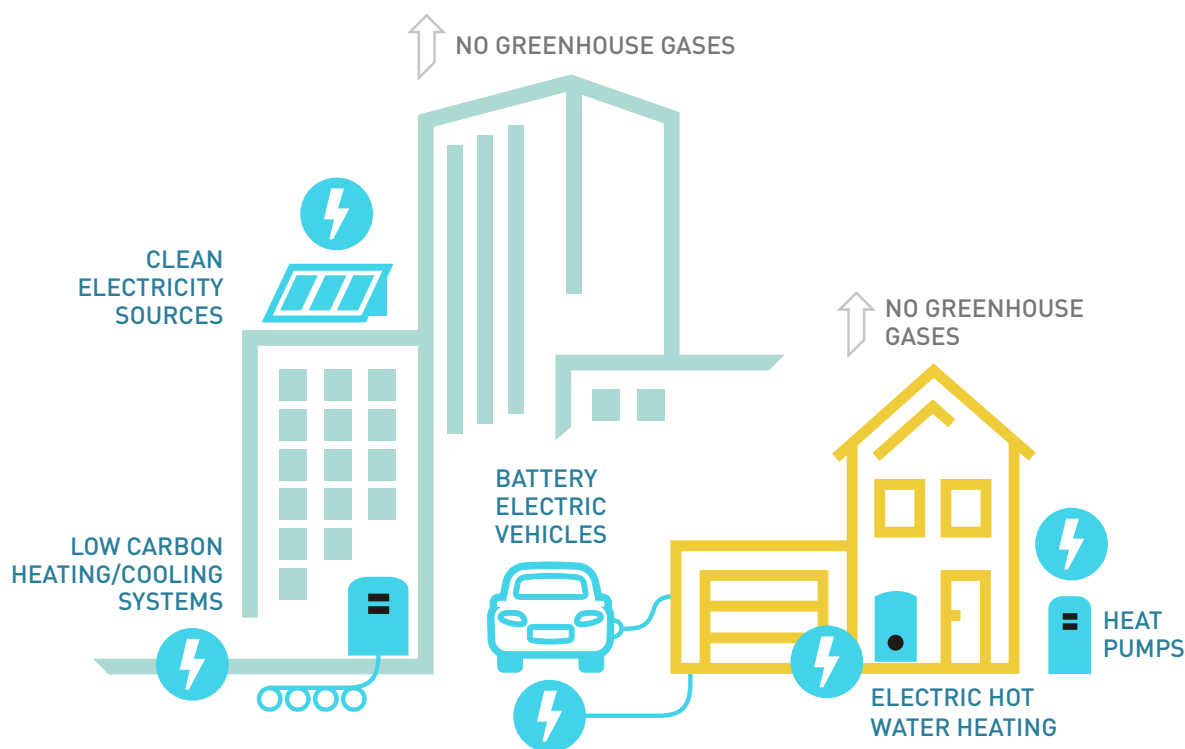 NO GREENHOUSE GASES
CLEAN
ELECTRICITY
SOURCES
NO GREENHOUSE
GASES
BATTERY
ELECTRIC
VEHICLES
LOW CARBON
HEATING/COOLING
SYSTEMS
HEAT
PUMPS
ELECTRIC HOT
WATER HEATING